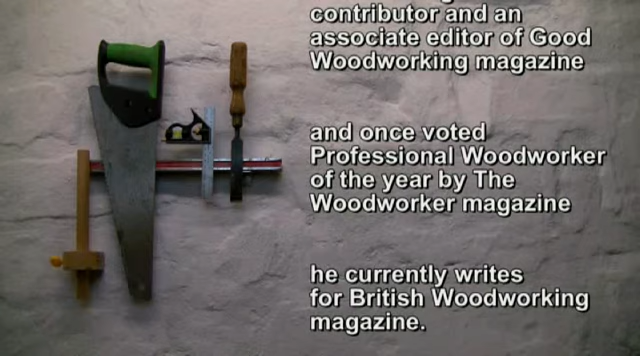 contributor and an
associate editor of Good
Woodworking magazine
and once voted
Professional Woodworker
of the year by The
Woodworker magazine
he currently writes
for British Woodworking
magazine.